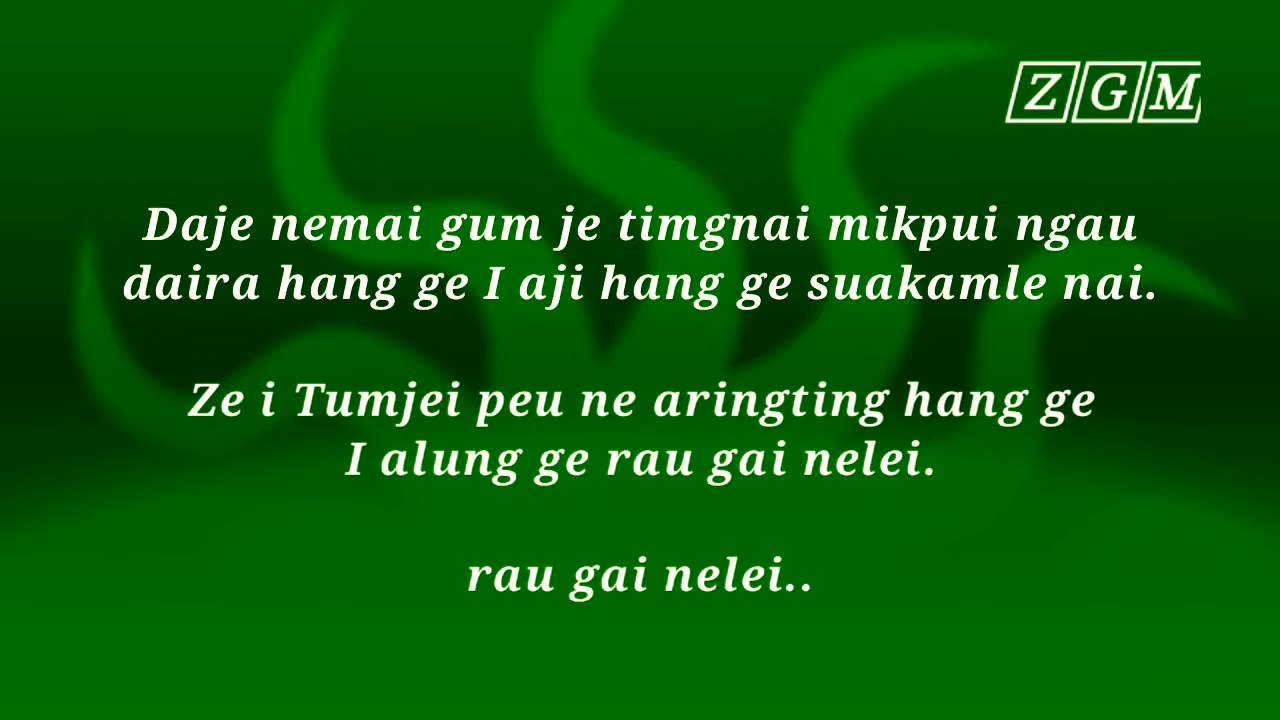 ZGM
Daje nemai gum je timgnai mikpui ngau
daira hang ge I aji hang ge suakamle nai.
Ze i Tumjei peu ne aringting hang ge
I alung ge rau gai nelei.
rau gai nelei..